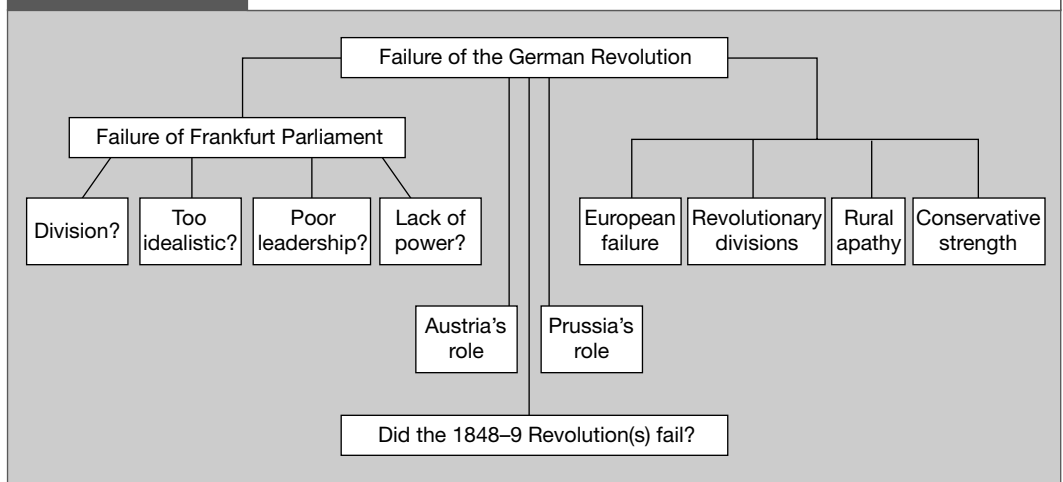 Failure of the German Revolution
Failure of Frankfurt Parliament
Division?
Too
idealistic?
Poor
leadership?
Lack of
power?
European
failure
Revolutionary
divisions
Rural
apathy
Conservative
strength
Austria's
role
Prussia's
role
Did the 1848–9 Revolution(s) fail?